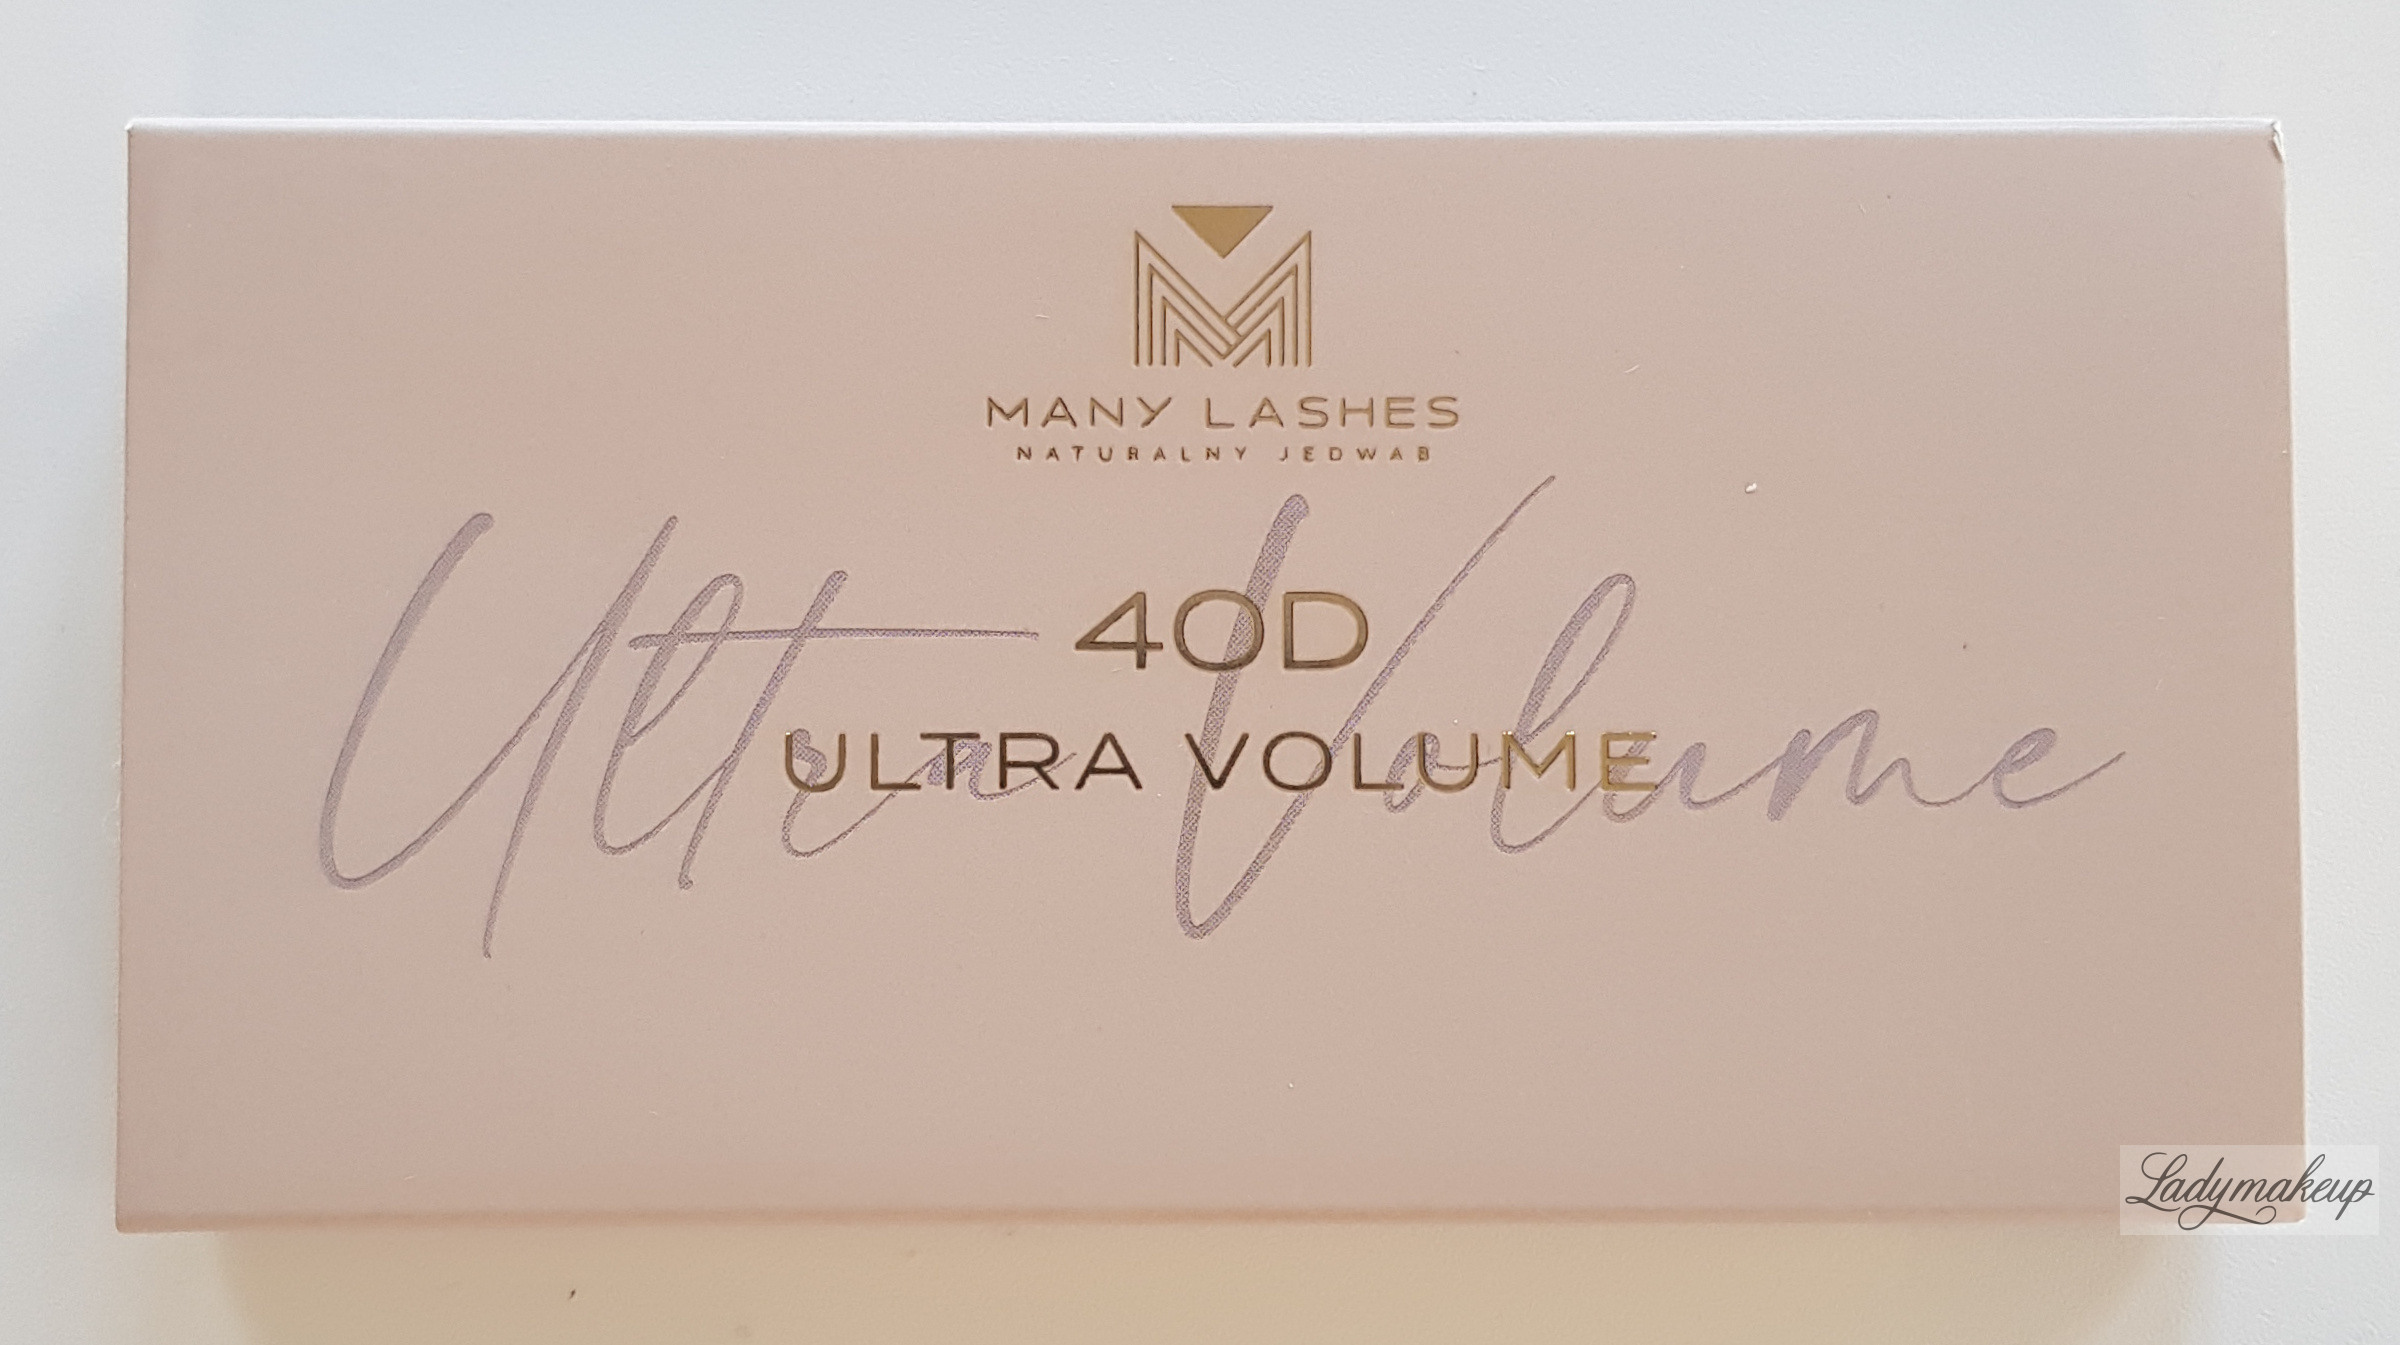 MANY LASHES
NATURALNY JEDWAB
Ultra Volume
40D
ULTRA VOLUME
Ladymakeup